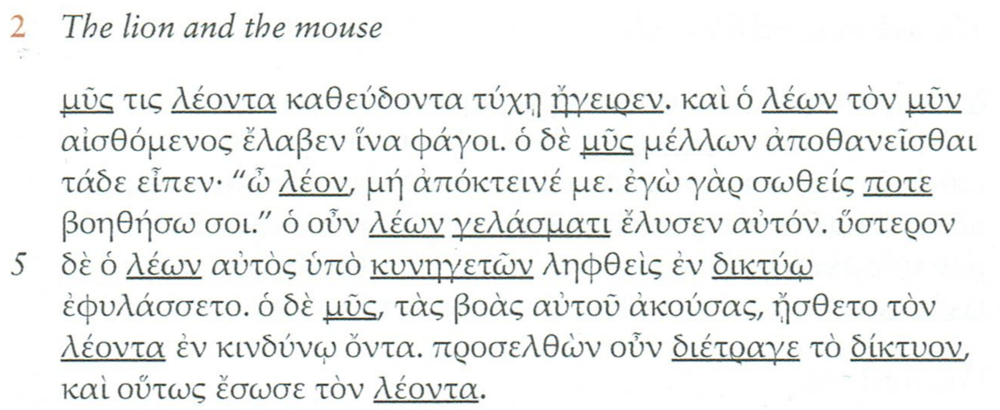 2 The lion and the mouse
μῦς τις λέοντα καθεύδοντα τύχῃ ἤγειρεν. καὶ ὁ λέων τὸν μῦν
αἰσθόμενος ἔλαβεν ἵνα φάγοι. ὁ δὲ μῦς μέλλων ἀποθανεῖσθαι
τάδε εἶπεν· “ὦ λέον, μή ἀπόκτεινέ με. ἐγὼ γὰρ σωθείς ποτε
βοηθήσω σοι.” ὁ οὖν λέων γελάσματι ἔλυσεν αὐτόν. ὕστερον
5 δὲ ὁ λέων αὐτὸς ὑπὸ κυνηγετῶν ληφθεὶς ἐν δικτύῳ
ἐφυλάσσετο. ὁ δὲ μῦς, τὰς βοὰς αὐτοῦ ἀκούσας, ᾔσθετο τὸν
λέοντα ἐν κινδύνῳ ὄντα. προσελθὼν οὖν διέτραγε τὸ δίκτυον,
καὶ οὕτως ἔσωσε τὸν λέοντα.